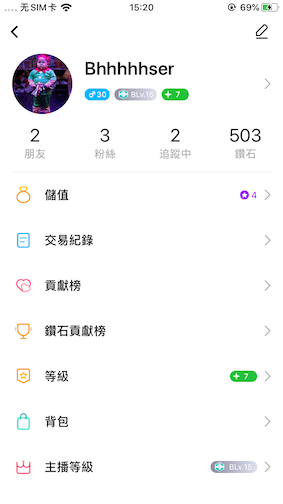 .... 无SIM卡 15:20 69%
Bhhhhhser
♂30 BLv.15 7
2 3 2 503
朋友 粉絲 追蹤中 鑽石
儲值 4
交易紀錄
貢獻榜
鑽石貢獻榜
等級 7
背包
主播等級 BLv.15